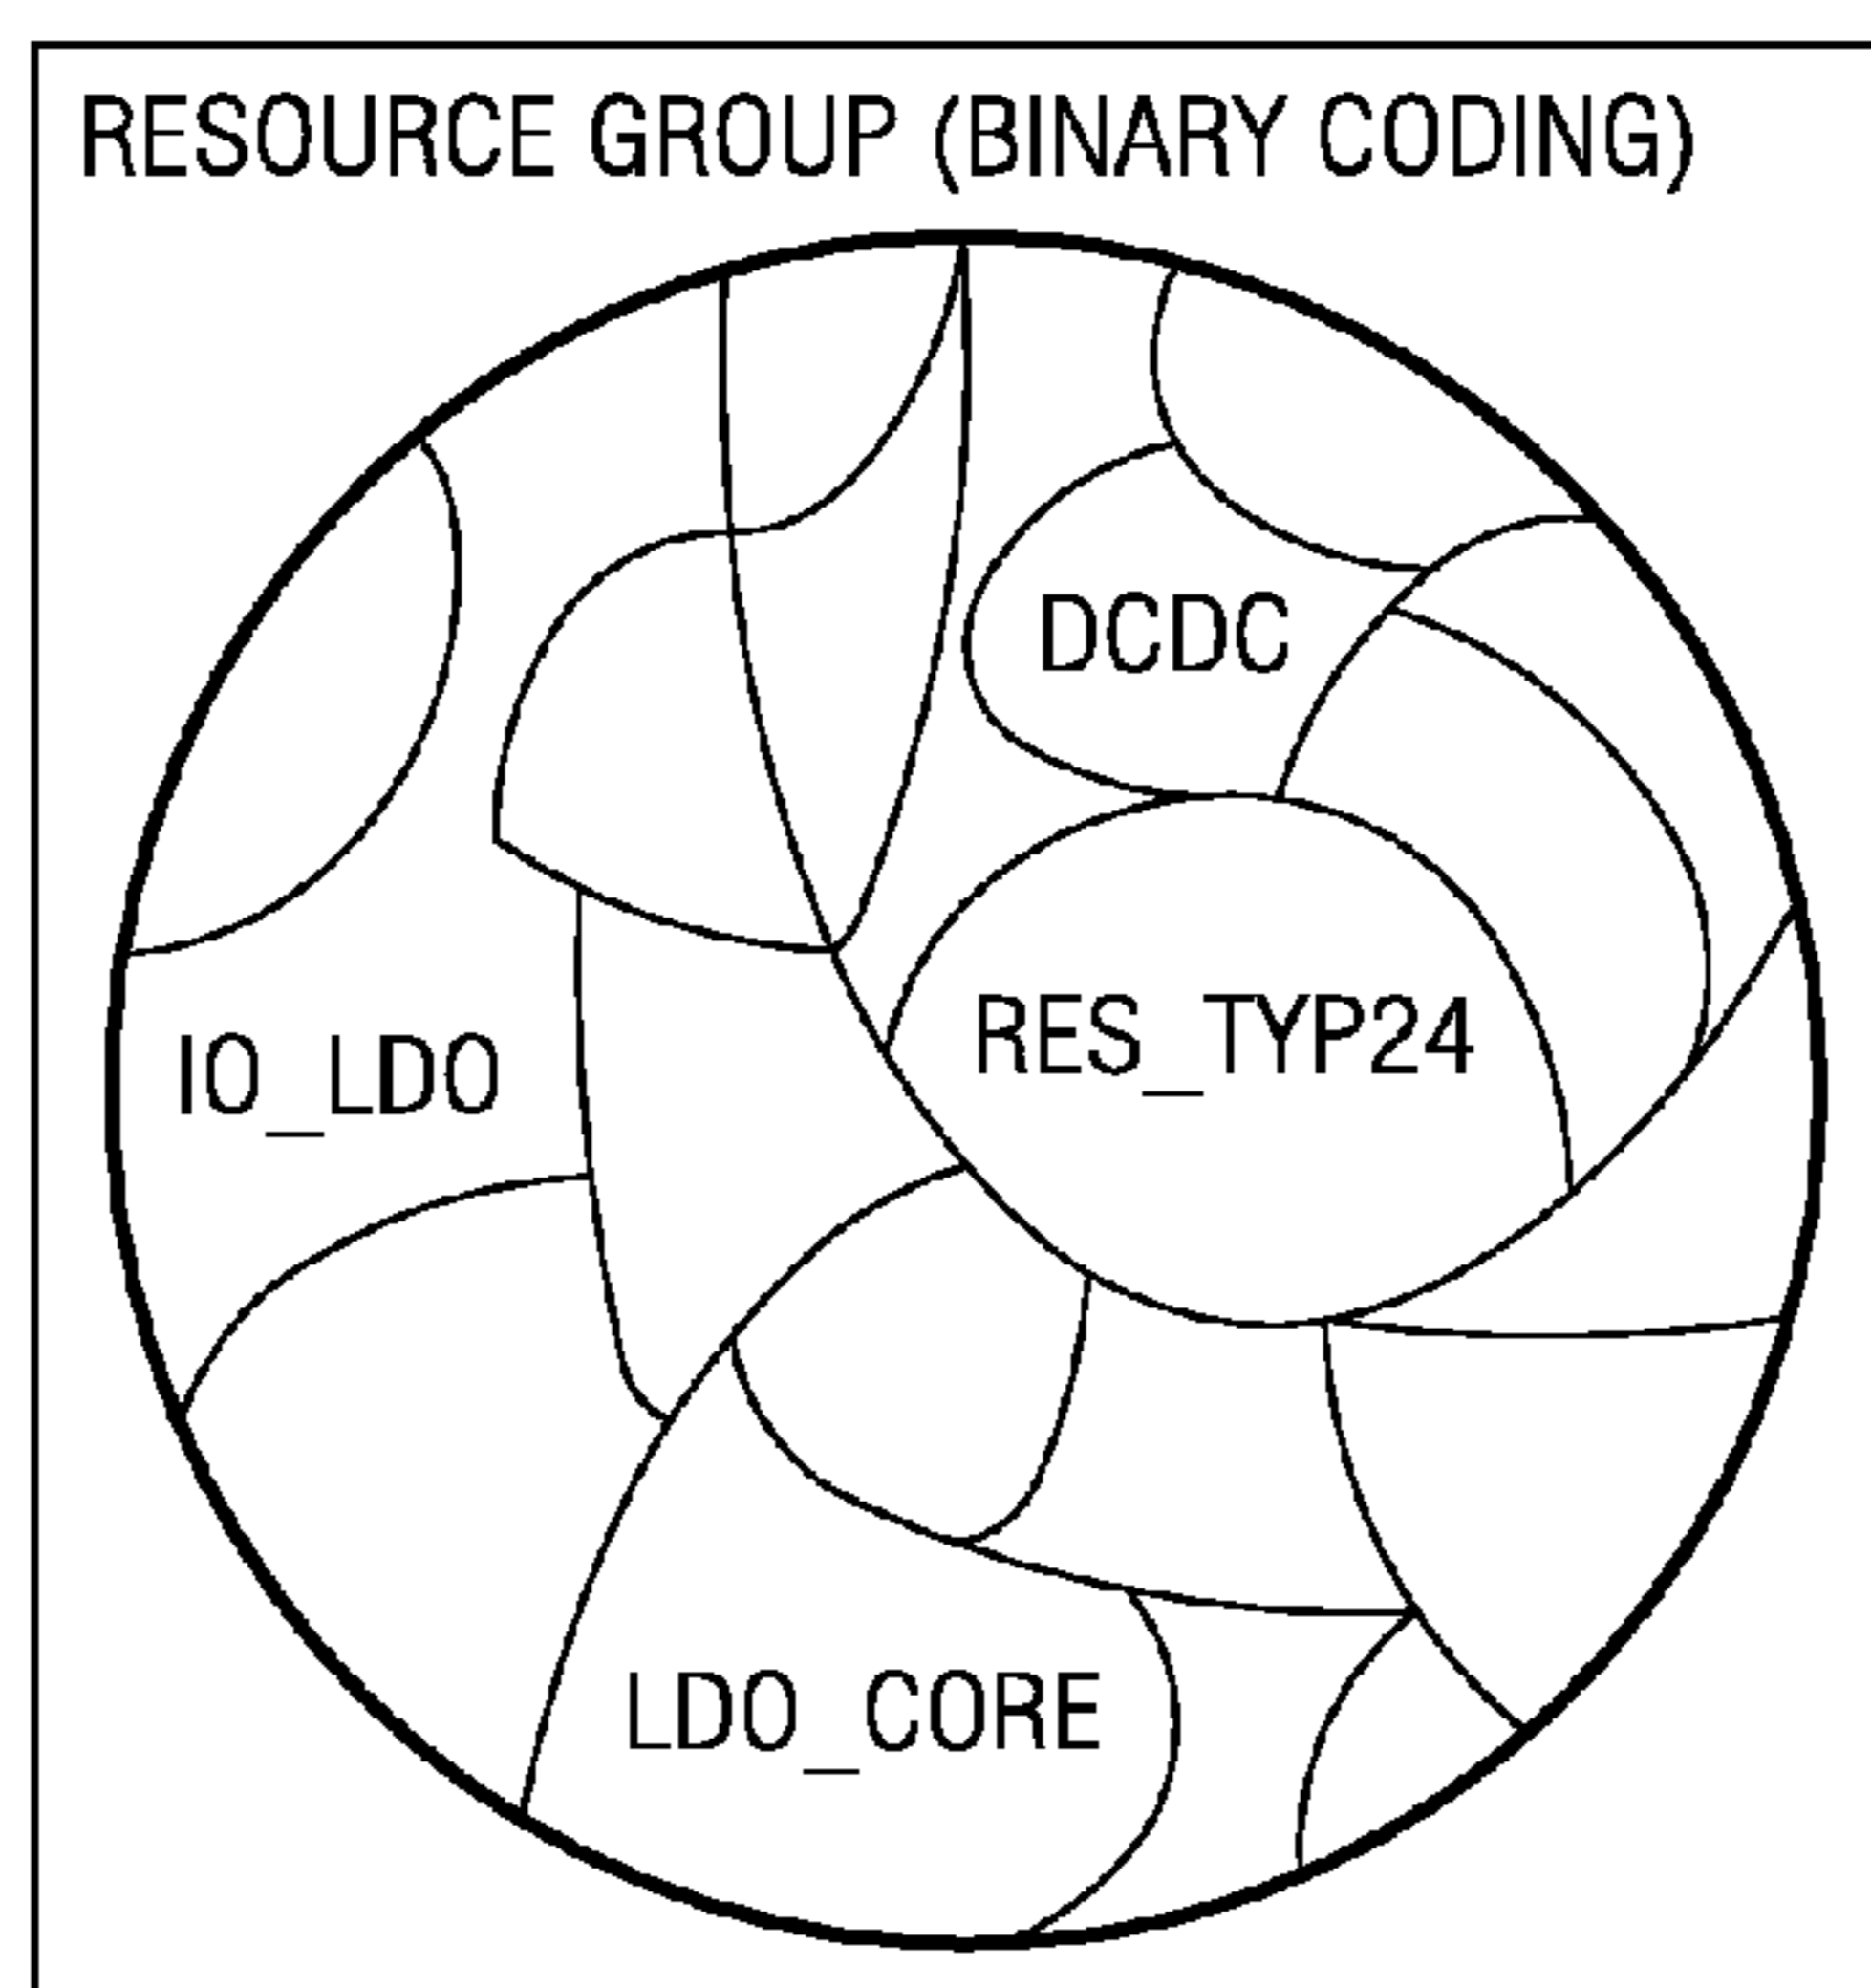 RESOURCE GROUP (BINARY CODING)
DCDC
IO_LDO
RES_TYP24
LDO_CORE